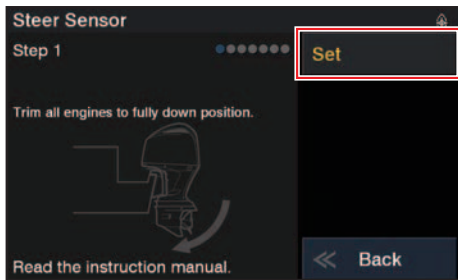 Steer Sensor
Step 1
Set
Trim all engines to fully down position.
Read the instruction manual.
Back